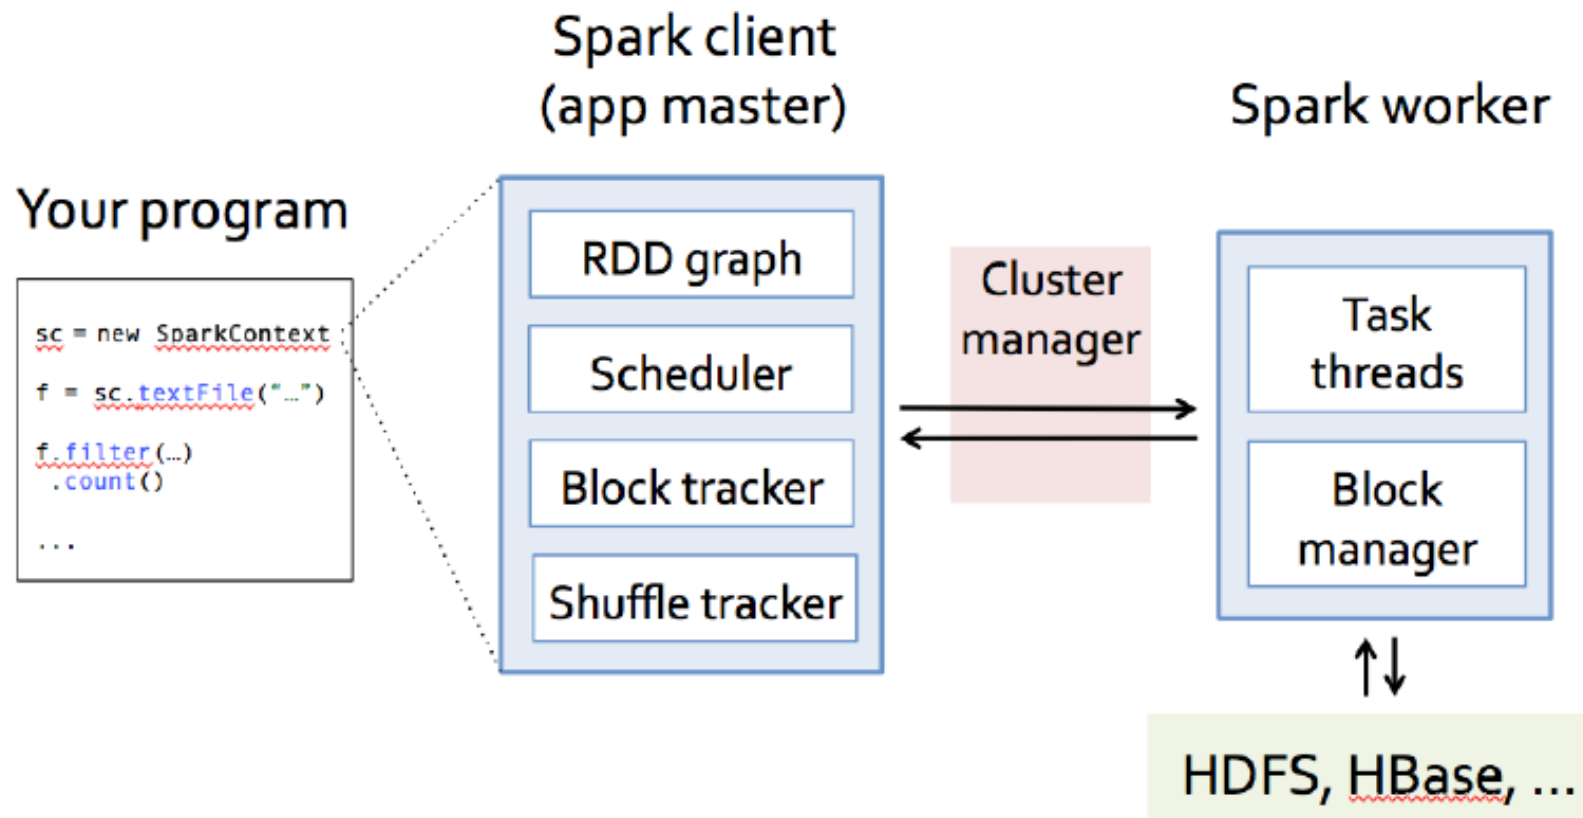 Your program
sc = new SparkContext
f = sc.textFile("…")
f.filter(…)
.count()
...
Spark client
(app master)
RDD graph
Scheduler
Block tracker
Shuffle tracker
Cluster
manager
Spark worker
Task
threads
Block
manager
HDFS, HBase, …